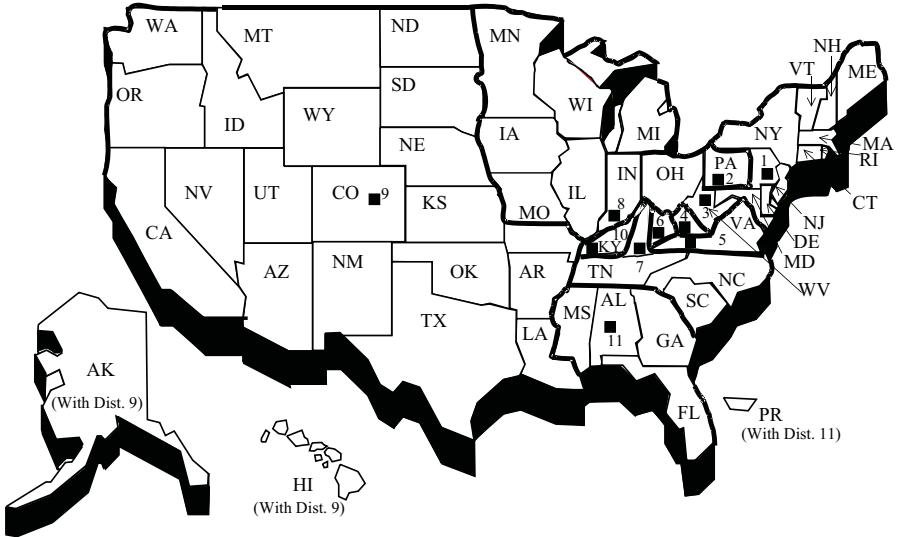 WA
MT
ND
MN
NH
VT
ME
OR
ID
WY
SD
WI
MI
NY
NE
IA
MA
RI
PA
2
1
CT
NV
UT
CO
9
KS
MO
IL
IN
OH
8
3
NJ
VA
DE
CA
10
KY
6
4
5
7
MD
WV
AZ
NM
OK
AR
TN
NC
SC
TX
LA
MS
AL
11
GA
AK
(With Dist. 9)
FL
PR
(With Dist. 11)
HI
(With Dist. 9)